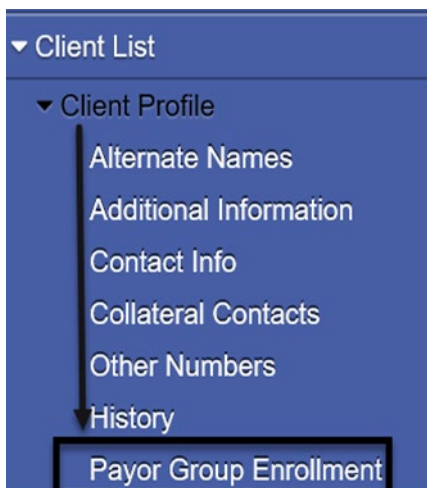 Client List
Client Profile
Alternate Names
Additional Information
Contact Info
Collateral Contacts
Other Numbers
History
Payor Group Enrollment